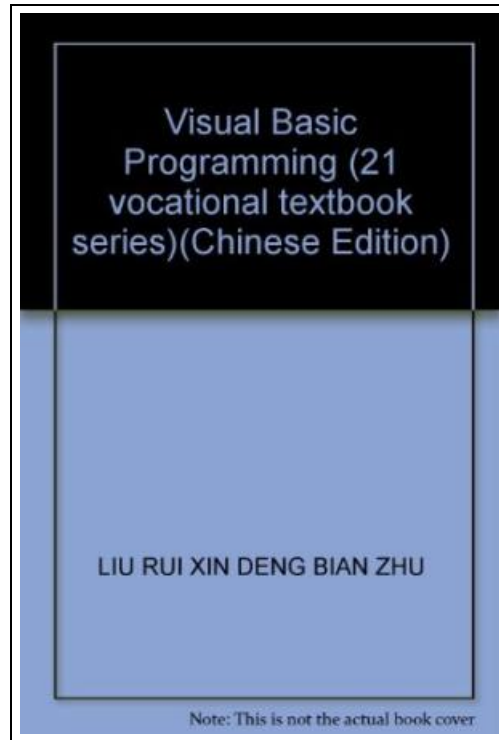 Visual Basic
Programming (21
vocational textbook
series)(Chinese Edition)
LIU RUI XIN DENG BIAN ZHU
Note: This is not the actual book cover